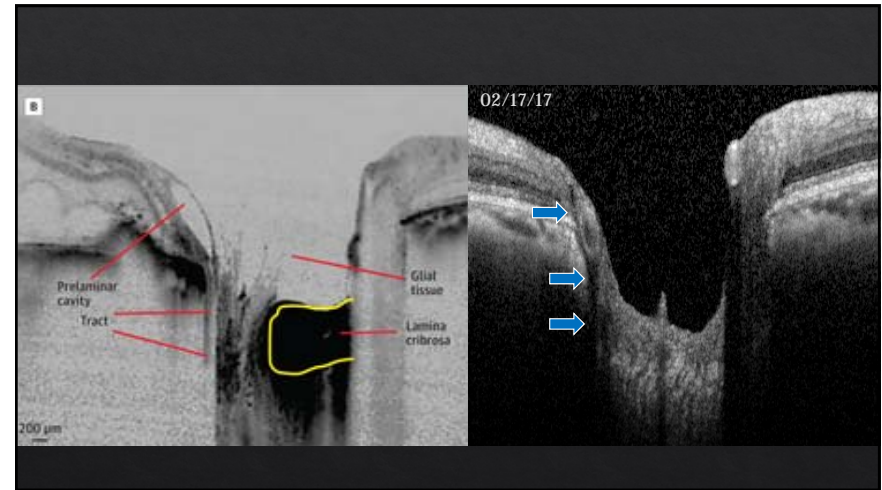 B
02/17/17
Prelaminar
cavity
Tract
Glial
tissue
Lamina
cribrosa
200 µm